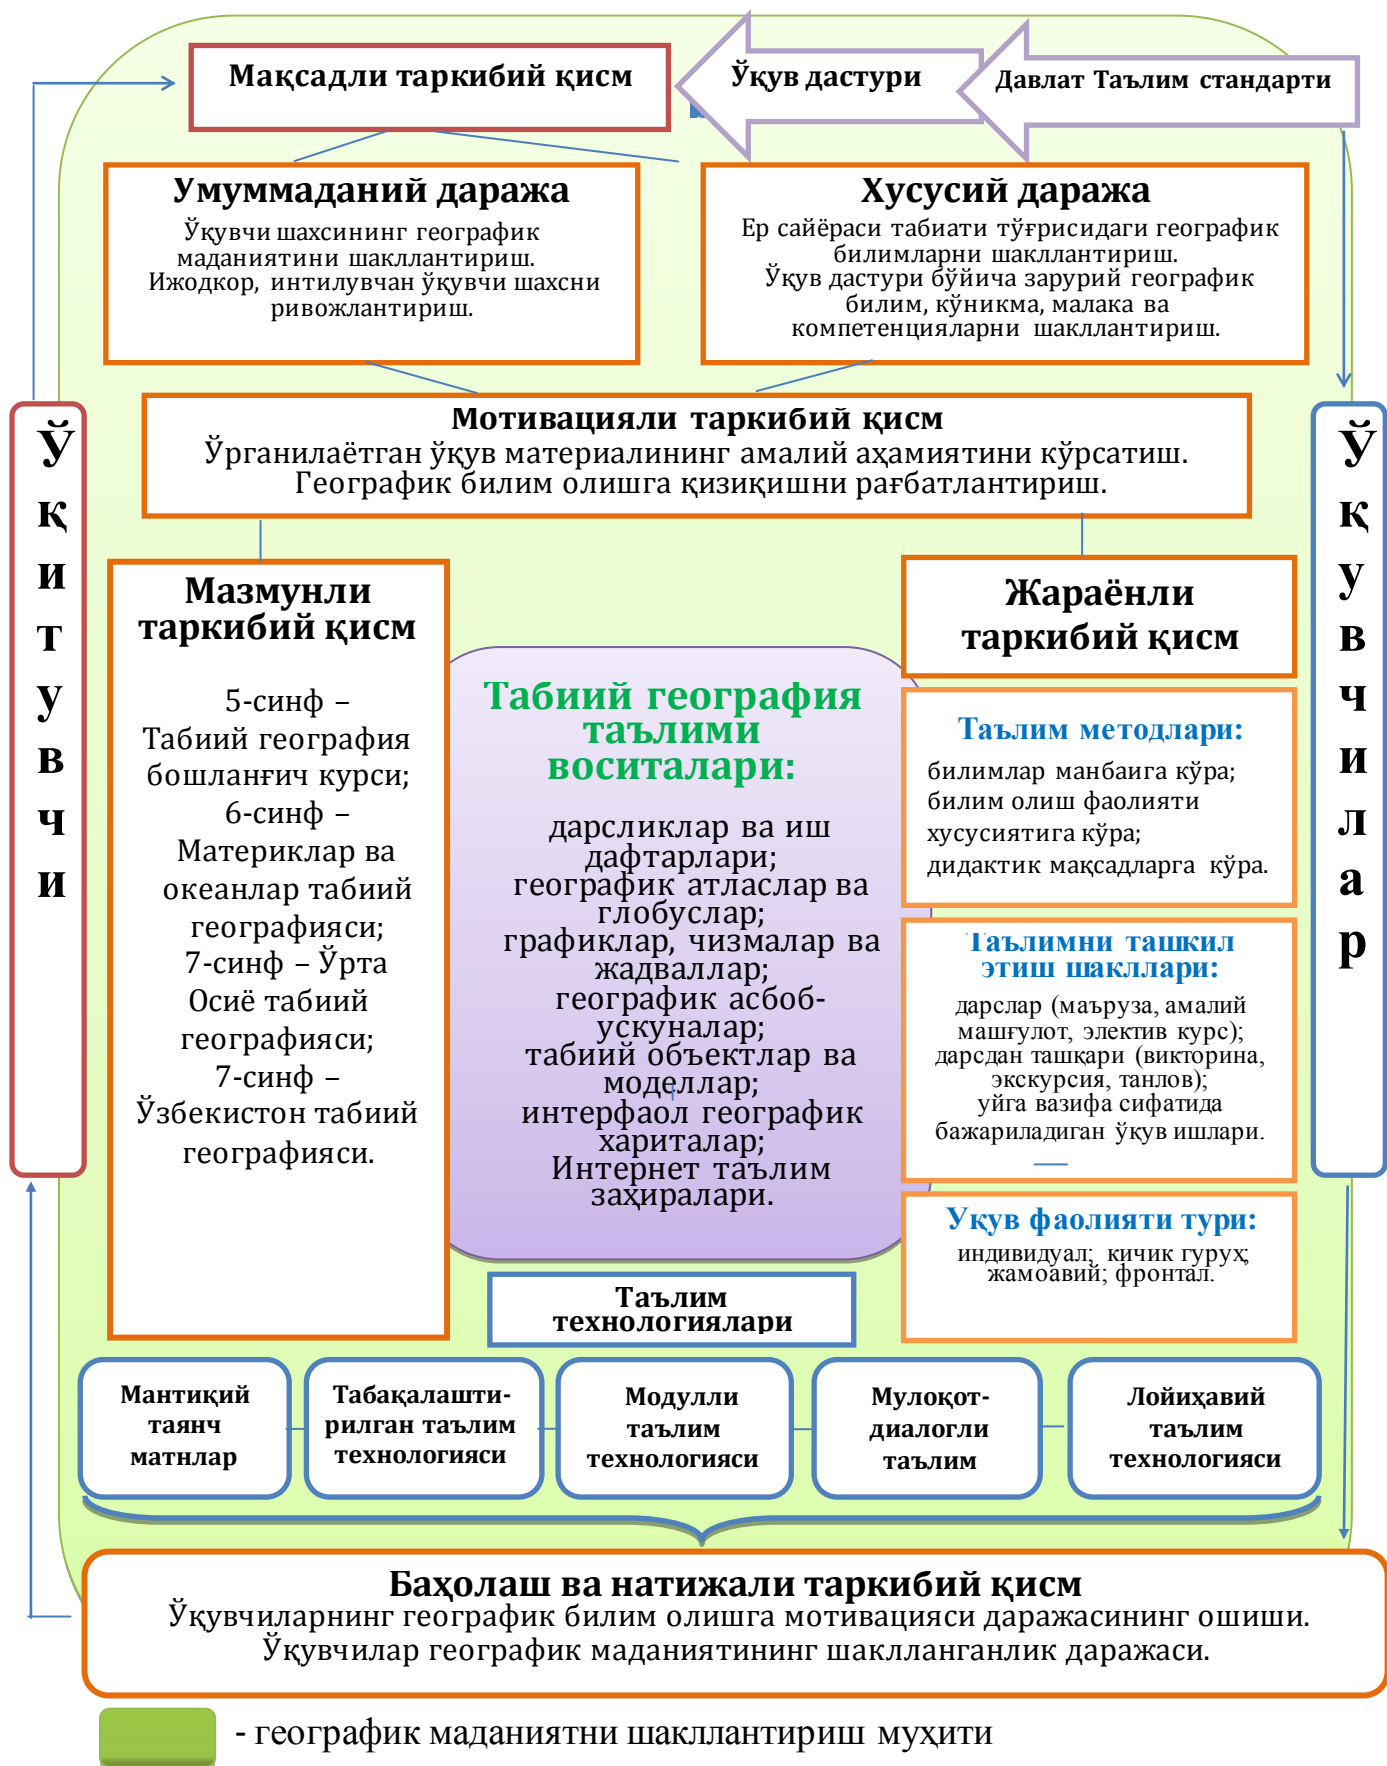 Мақсадли таркибий қисм
Ўқув дастури
Давлат Таълим стандарти
Умуммаданий даража
Ўқувчи шахсининг географик
маданиятини шакллантириш.
Ижодкор, интилувчан ўқувчи шахсни
ривожлантириш.
Хусусий даража
Ер сайёраси табиати тўғрисидаги географик
билимларни шакллантириш.
Ўқув дастури бўйича зарурий географик
билим, кўникма, малака ва
компетенцияларни шакллантириш.
Мотивацияли таркибий қисм
Ўрганилаётган ўқув материалининг амалий аҳамиятини кўрсатиш.
Географик билим олишга қизиқишни рағбатлантириш.
Ўқитувчи
Ўқувчилар
Мазмунли
таркибий қисм
5-синф –
Табиий география
бошланғич курси;
6-синф –
Материклар ва
океанлар табиий
географияси;
7-синф – Ўрта
Осиё табиий
географияси;
7-синф –
Ўзбекистон табиий
географияси.
Табиий география
таълими
воситалари:
дарсликлар ва иш
дафтарлари;
географик атласлар ва
глобуслар;
графиклар, чизмалар ва
жадваллар;
географик асбоб-
ускуналар;
табиий объектлар ва
моделлар;
интерфаол географик
хариталар;
Интернет таълим
заҳиралари.
Жараёнли
таркибий қисм
Таълим методлари:
билимлар манбаига кўра;
билим олиш фаолияти
хусусиятига кўра;
дидактик мақсадларга кўра.
Таълимни ташкил
этиш шакллари:
дарслар (маъруза, амалий
машғулот, электив курс);
дарсдан ташқари (викторина,
экскурсия, танлов);
уйга вазифа сифатида
бажариладиган ўқув ишлари.
Уқув фаолияти тури:
индивидуал; кичик гуруҳ;
жамоавий; фронтал.
Таълим
технологиялари
Мантиқий
таянч
матнлар
Табақалашти-
рилган таълим
технологияси
Модулли
таълим
технологияси
Мулоқот-
диалогли
таълим
Лойиҳавий
таълим
технологияси
Баҳолаш ва натижали таркибий қисм
Ўқувчиларнинг географик билим олишга мотивацияси даражасининг ошиши.
Ўқувчилар географик маданиятининг шаклланганлик даражаси.
- географик маданиятни шакллантириш муҳити